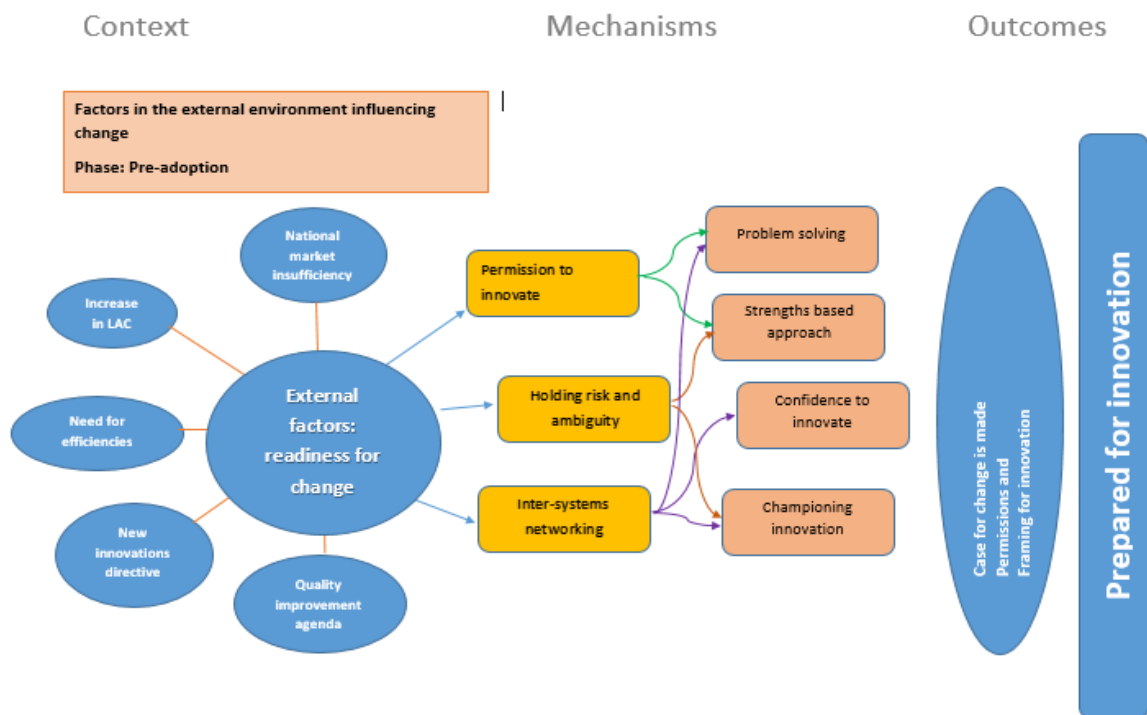 Context
Mechanisms
Outcomes
Factors in the external environment influencing
change
Phase: Pre-adoption
National
market
insufficiency
Increase
in LAC
Need for
efficiencies
New
innovations
directive
Quality
improvement
agenda
External
factors:
readiness for
change
Permission to
innovate
Holding risk and
ambiguity
Inter-systems
networking
Problem solving
Strengths based
approach
Confidence to
innovate
Championing
innovation
Case for change is made
Permissions and
Framing for innovation
Prepared for innovation